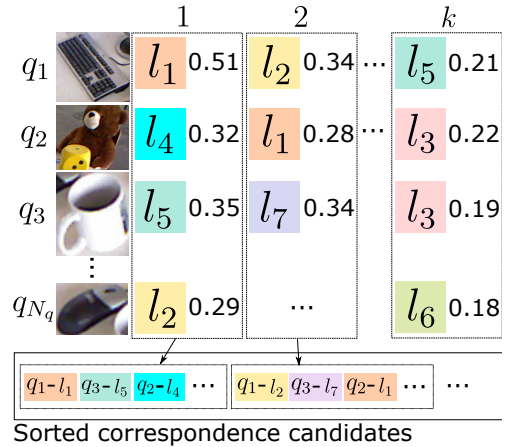 1 2 k
q₁ l₁ 0.51 l₂ 0.34 ... l₅ 0.21
q₂ l₄ 0.32 l₁ 0.28 ... l₃ 0.22
q₃ l₅ 0.35 l₇ 0.34 l₃ 0.19
⋮
q_{N_q} l₂ 0.29 ... l₆ 0.18
q₁-l₁ q₃-l₅ q₂-l₄ ... q₁-l₂ q₃-l₇ q₂-l₁ ... ...
Sorted correspondence candidates